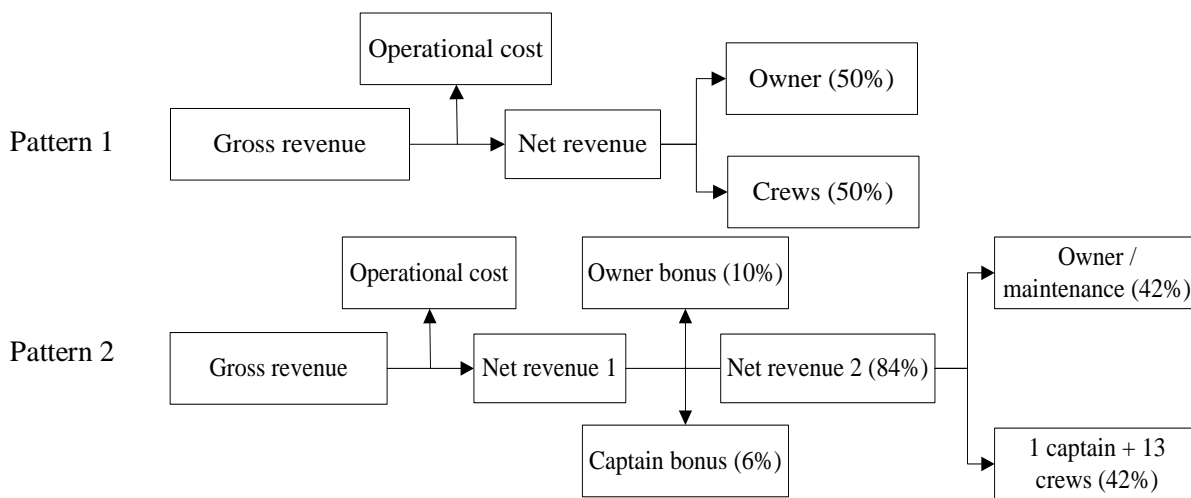 Operational cost
Owner (50%)
Pattern 1
Gross revenue
Net revenue
Crews (50%)
Operational cost
Owner bonus (10%)
Owner /
maintenance (42%)
Pattern 2
Gross revenue
Net revenue 1
Net revenue 2 (84%)
Captain bonus (6%)
1 captain + 13
crews (42%)